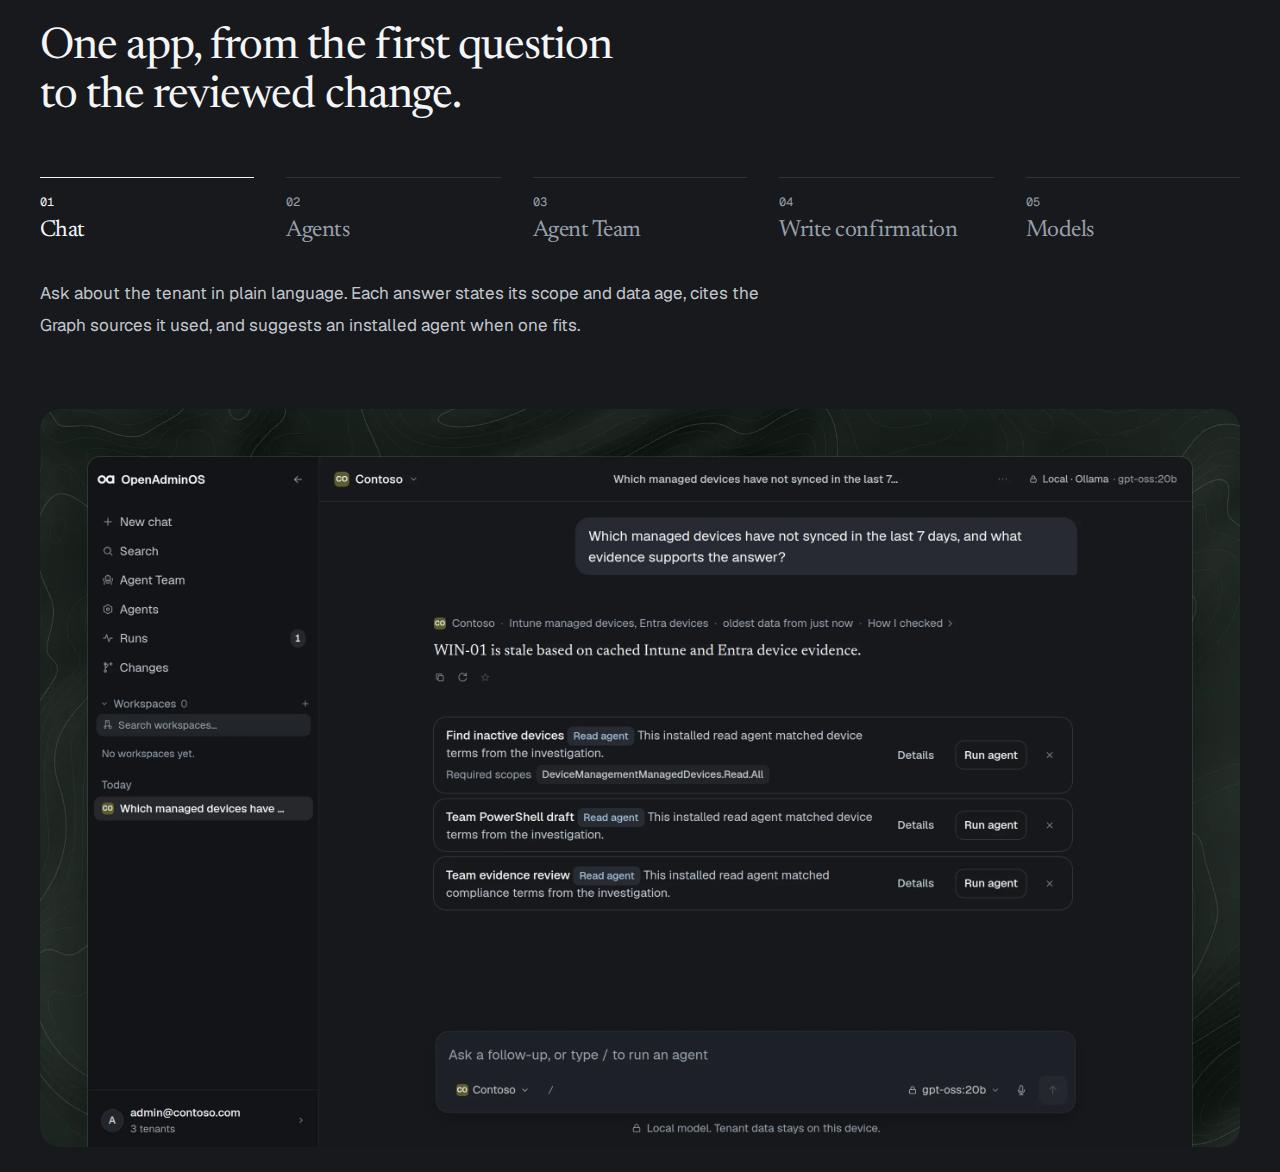 One app, from the first question
to the reviewed change.
01
Chat
02
Agents
03
Agent Team
04
Write confirmation
05
Models
Ask about the tenant in plain language. Each answer states its scope and data age, cites the
Graph sources it used, and suggests an installed agent when one fits.
OpenAdminOS
New chat
Search
Agent Team
Agents
Runs 1
Changes
Workspaces 0
Search workspaces...
No workspaces yet.
Today
CO Which managed devices have ...
A
admin@contoso.com
3 tenants
CO Contoso
Which managed devices have not synced in the last 7...
Local · Ollama · gpt-oss:20b
Which managed devices have not synced in the last 7 days, and what
evidence supports the answer?
CO Contoso · Intune managed devices, Entra devices · oldest data from just now · How I checked
WIN-01 is stale based on cached Intune and Entra device evidence.
Find inactive devices Read agent This installed read agent matched device
terms from the investigation.
Required scopes DeviceManagementManagedDevices.Read.All
Details Run agent
Team PowerShell draft Read agent This installed read agent matched device
terms from the investigation.
Details Run agent
Team evidence review Read agent This installed read agent matched
compliance terms from the investigation.
Details Run agent
Ask a follow-up, or type / to run an agent
CO Contoso /
gpt-oss:20b
Local model. Tenant data stays on this device.